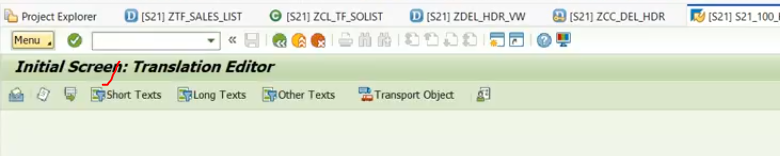 Project Explorer [S21] ZTF_SALES_LIST [S21] ZCL_TF_SOLIST [S21] ZDEL_HDR_VW [S21] ZCC_DEL_HDR [S21] S21_100_
Menu
Initial Screen: Translation Editor
Short Texts Long Texts Other Texts Transport Object